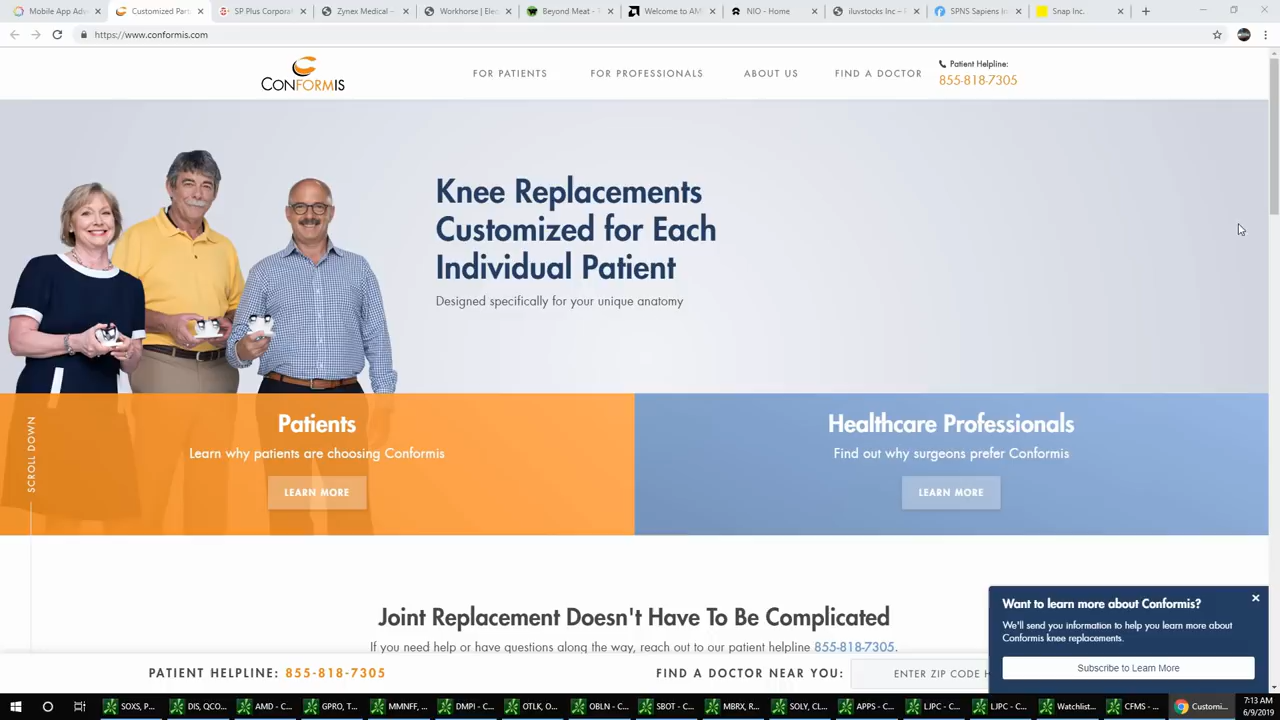 Mobile App Adv
Customized Parti
SP Plus Corporat
Zynex Medical –
Workhorse | Elec
Beyond Meat -
Welcome to AM
NIO - Home
iluvstocks Inc –
SPNS Sapiens In
Snap Inc.
https://www.conformis.com
CONFORMIS
FOR PATIENTS
FOR PROFESSIONALS
ABOUT US
FIND A DOCTOR
Patient Helpline:
855-818-7305
Knee Replacements
Customized for Each
Individual Patient
Designed specifically for your unique anatomy
SCROLL DOWN
Patients
Learn why patients are choosing Conformis
LEARN MORE
Healthcare Professionals
Find out why surgeons prefer Conformis
LEARN MORE
Joint Replacement Doesn't Have To Be Complicated
If you need help or have questions along the way, reach out to our patient helpline 855-818-7305.
Want to learn more about Conformis?
We'll send you information to help you learn more about
Conformis knee replacements.
Subscribe to Learn More
PATIENT HELPLINE: 855-818-7305
FIND A DOCTOR NEAR YOU:
ENTER ZIP CODE H
SOXS, P...
DIS, QCO...
AMD - C...
GPRO, T...
MMNFF, ...
DMPI - C...
OTLK, O...
OBLN - C...
SBOT - C...
MBRX, R...
SOLY, CL...
APPS - C...
LJPC - C...
LJPC - C...
Watchlist...
CFMS - ...
Customi...
7:13 AM
6/9/2019